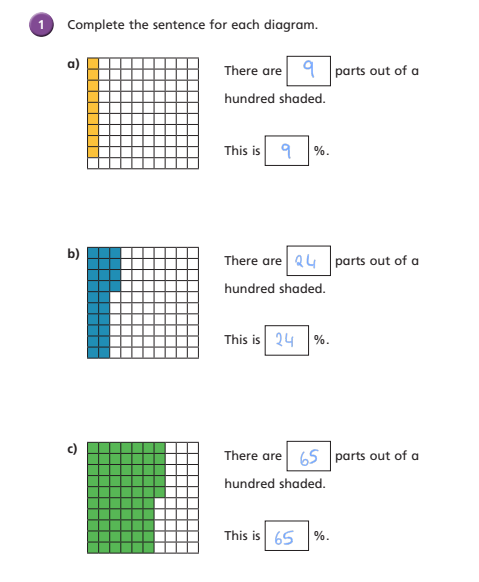 1 Complete the sentence for each diagram.
a) There are 9 parts out of a
hundred shaded.
This is 9 %.
b) There are 24 parts out of a
hundred shaded.
This is 24 %.
c) There are 65 parts out of a
hundred shaded.
This is 65 %.